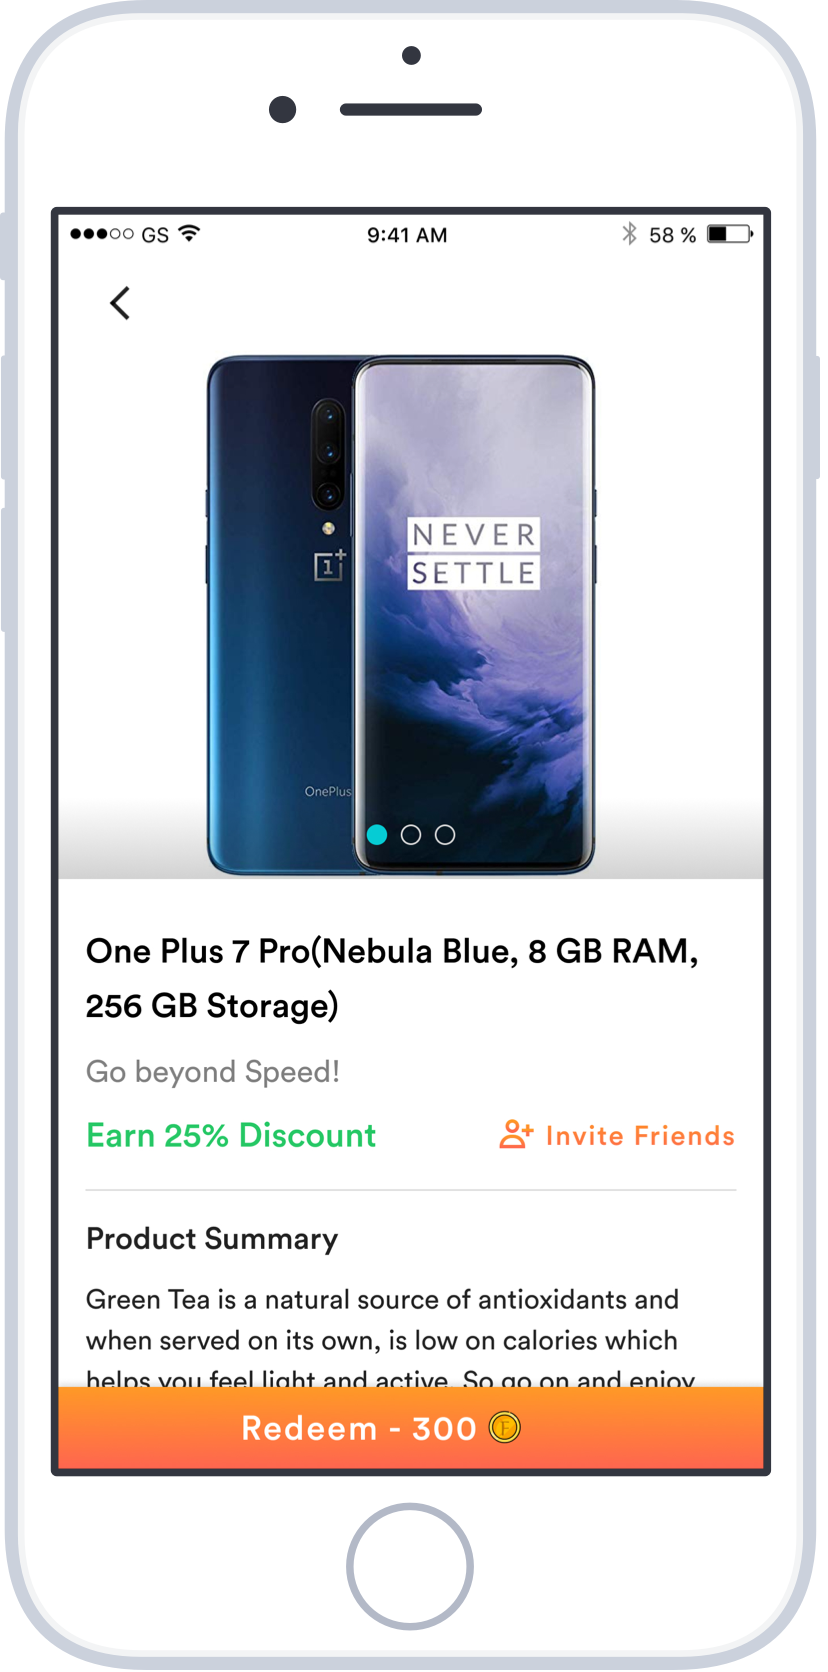 GS 9:41 AM 58 %
NEVER
SETTLE
OnePlus
One Plus 7 Pro(Nebula Blue, 8 GB RAM,
256 GB Storage)
Go beyond Speed!
Earn 25% Discount Invite Friends
Product Summary
Green Tea is a natural source of antioxidants and
when served on its own, is low on calories which
helps you feel light and active. So go on and enjoy
Redeem - 300 F